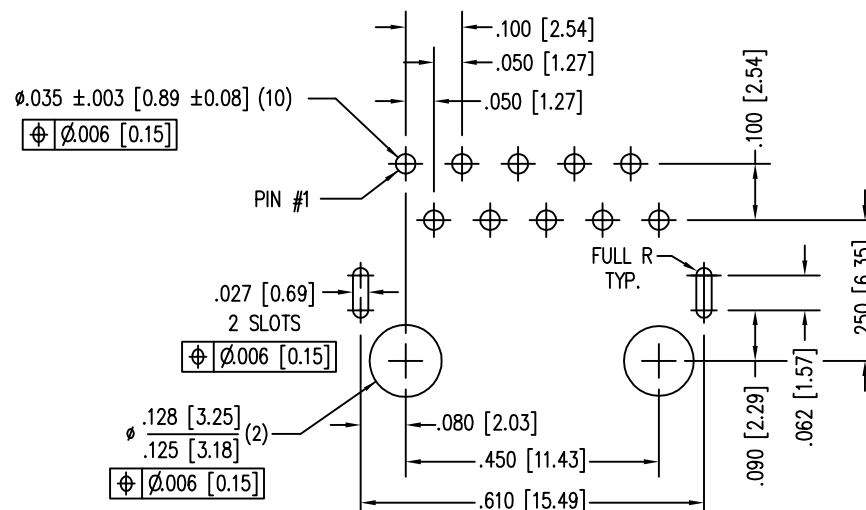 .100 [2.54]
.050 [1.27]
.050 [1.27]
.100 [2.54]
ø.035 ±.003 [0.89 ±0.08] (10)
⌖ Ø.006 [0.15]
PIN #1
FULL R
TYP.
.250 [6.35]
.027 [0.69]
2 SLOTS
⌖ Ø.006 [0.15]
.062 [1.57]
.090 [2.29]
ø .128 [3.25]
.125 [3.18] (2)
⌖ Ø.006 [0.15]
.080 [2.03]
.450 [11.43]
.610 [15.49]